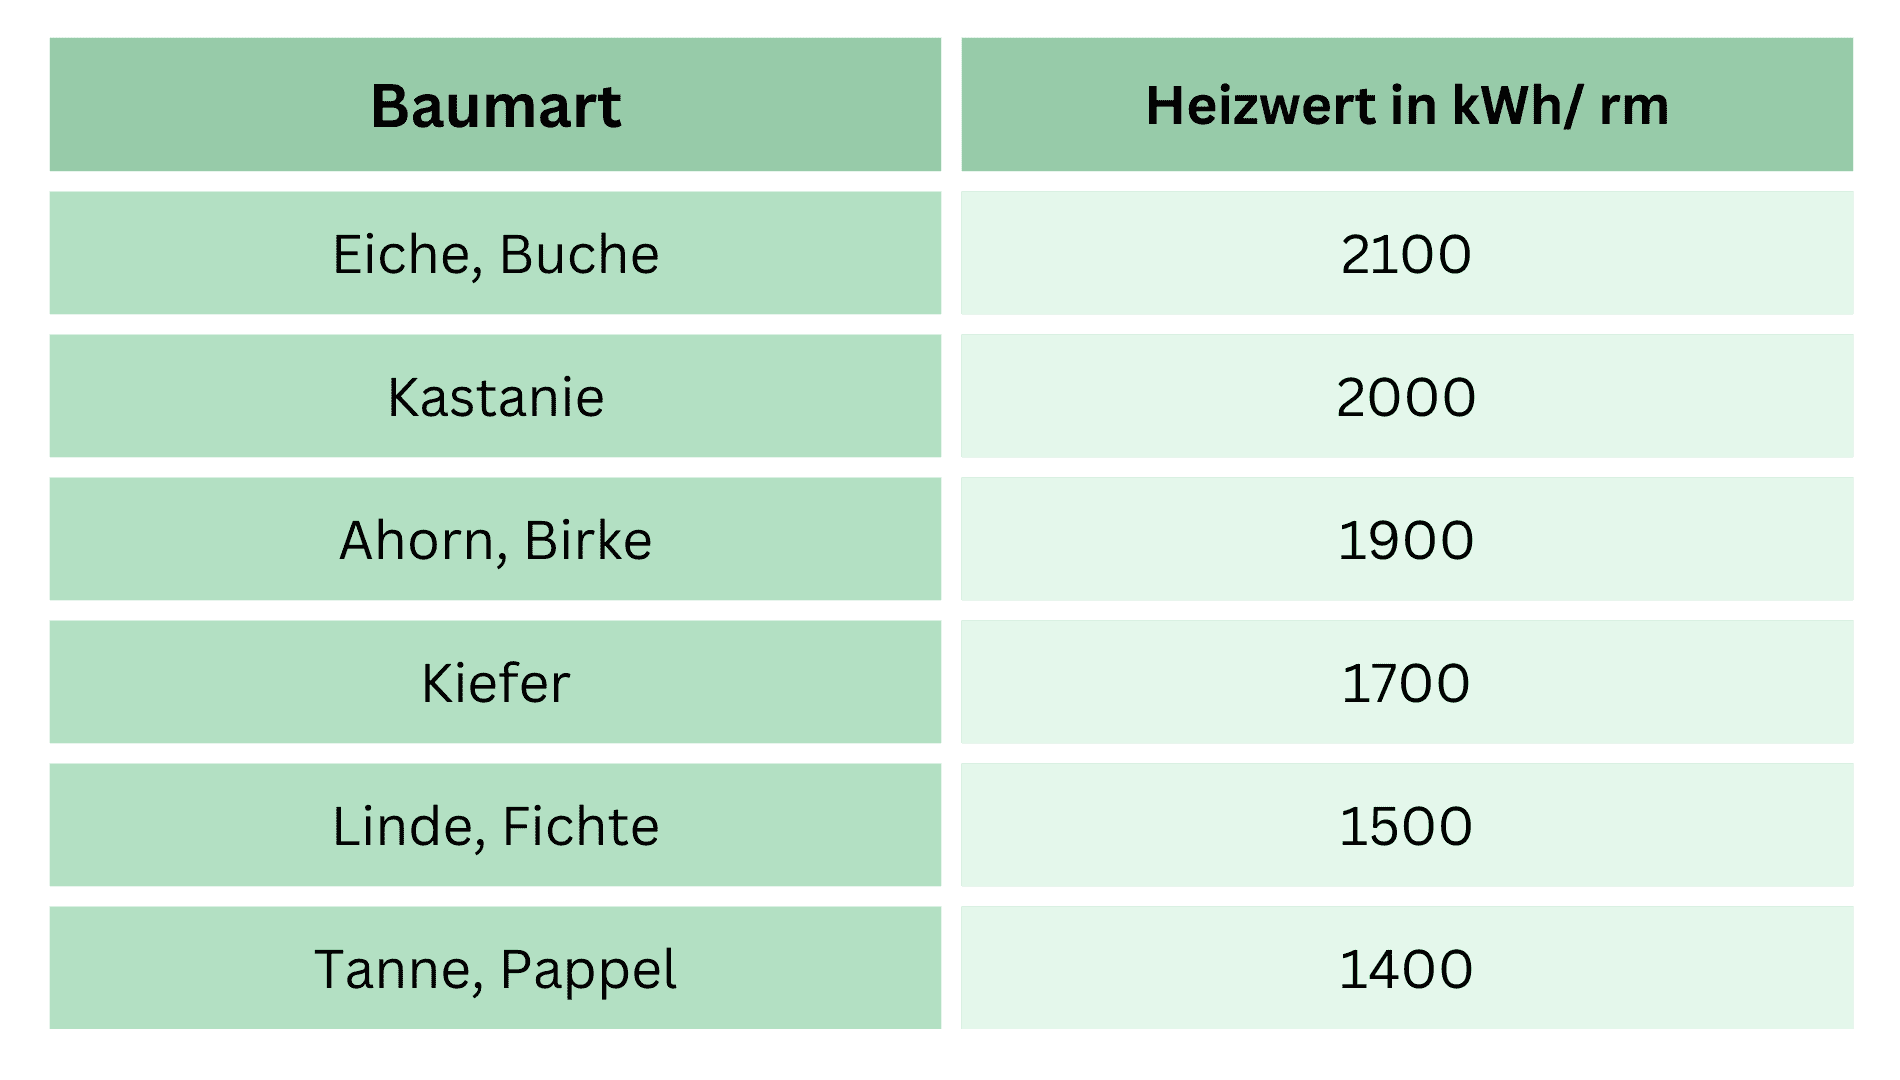 Baumart
Heizwert in kWh/ rm
Eiche, Buche
2100
Kastanie
2000
Ahorn, Birke
1900
Kiefer
1700
Linde, Fichte
1500
Tanne, Pappel
1400